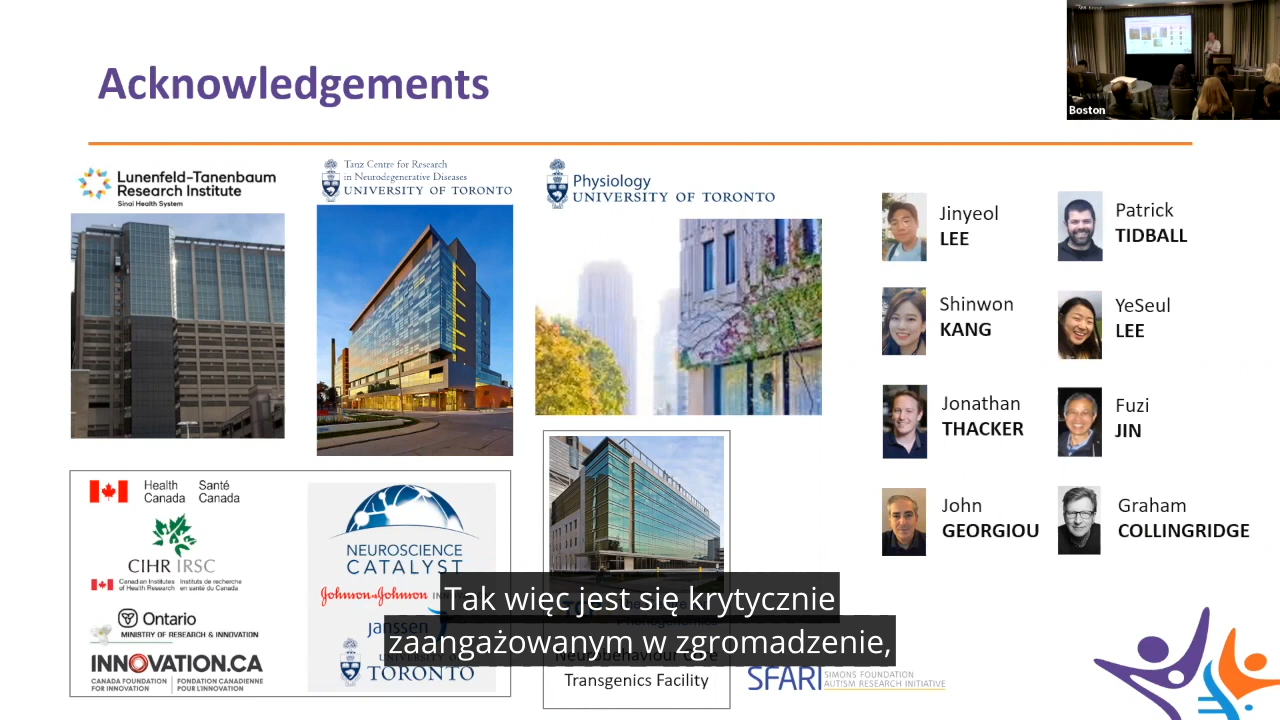 Acknowledgements
Boston
Lunenfeld-Tanenbaum
Research Institute
Sinai Health System
Tanz Centre for Research
in Neurodegenerative Diseases
UNIVERSITY OF TORONTO
Physiology
UNIVERSITY OF TORONTO
Jinyeol
LEE
Patrick
TIDBALL
Shinwon
KANG
YeSeul
LEE
Jonathan
THACKER
Fuzi
JIN
John
GEORGIOU
Graham
COLLINGRIDGE
Health
Canada
Santé
Canada
CIHR IRSC
Canadian Institutes
of Health Research
Instituts de recherche
en santé du Canada
Ontario
MINISTRY OF RESEARCH & INNOVATION
INNOVATION.CA
CANADA FOUNDATION
FOR INNOVATION
FONDATION CANADIENNE
POUR L'INNOVATION
NEUROSCIENCE
CATALYST
Johnson&Johnson
janssen
TORONTO
Transgenics Facility
SFARI
SIMONS FOUNDATION
AUTISM RESEARCH INITIATIVE
Tak więc jest się krytycznie
zaangażowanym w zgromadzenie,